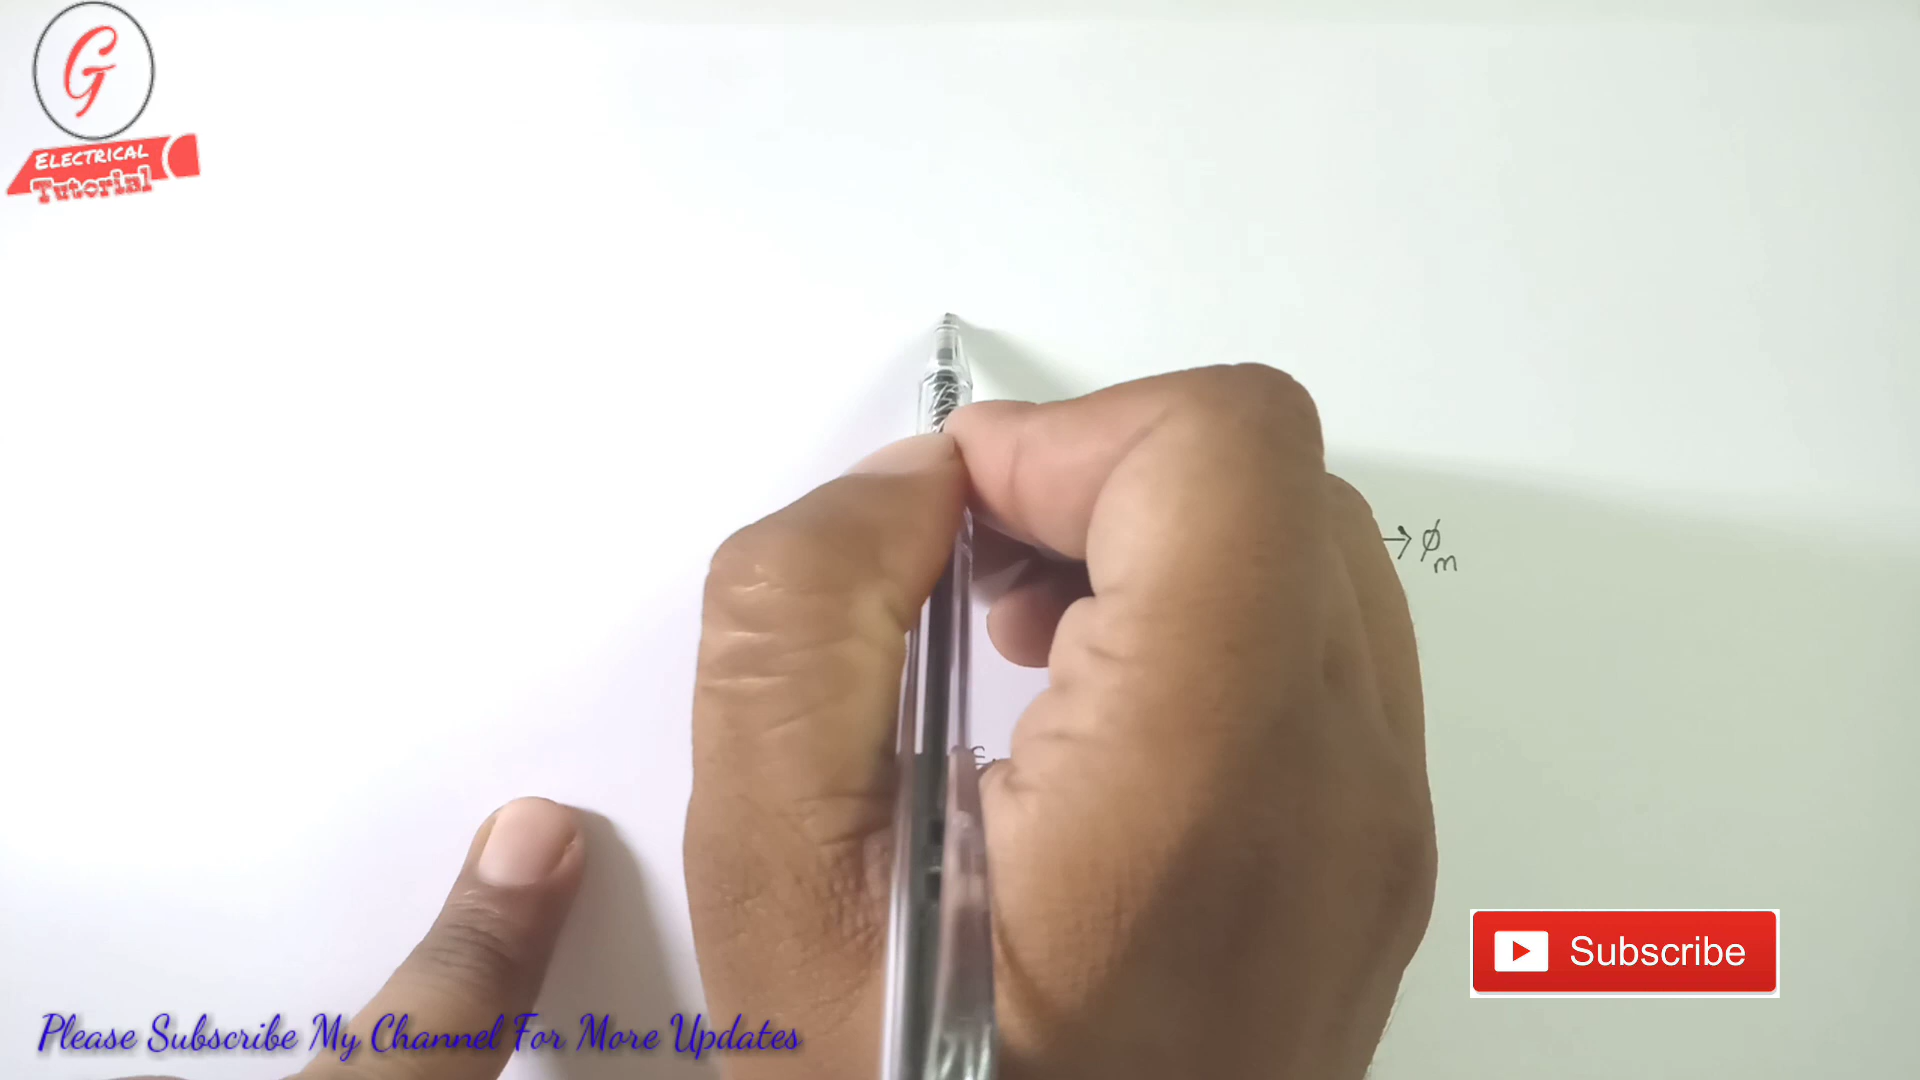 G
ELECTRICAL
Tutorial
→ ϕm
Subscribe
Please Subscribe My Channel For More Updates